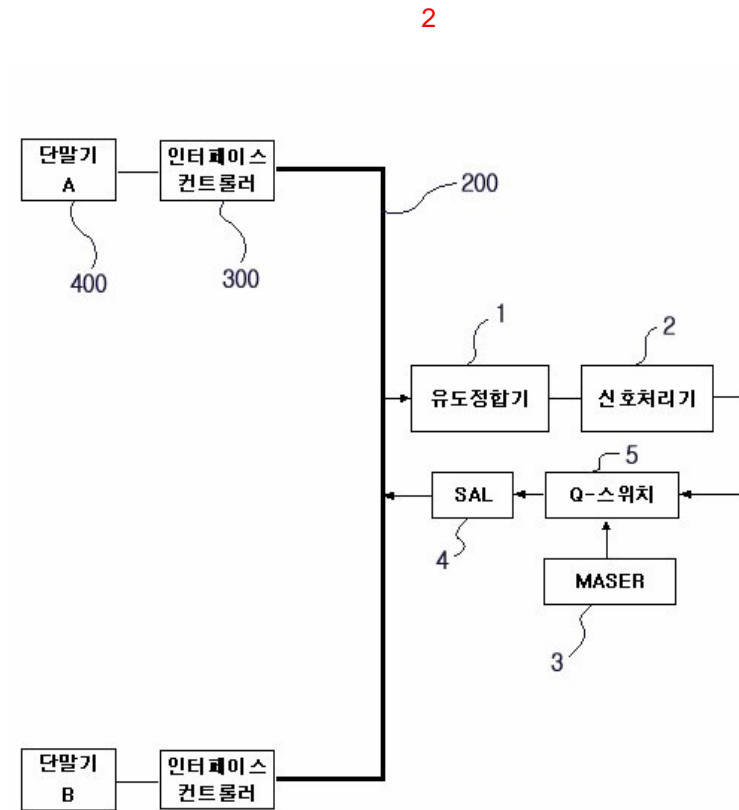 2
단말기
A
인터페이스
컨트롤러
200
400
300
1
2
유도정합기
신호처리기
5
SAL
Q-스위치
4
MASER
3
단말기
B
인터페이스
컨트롤러